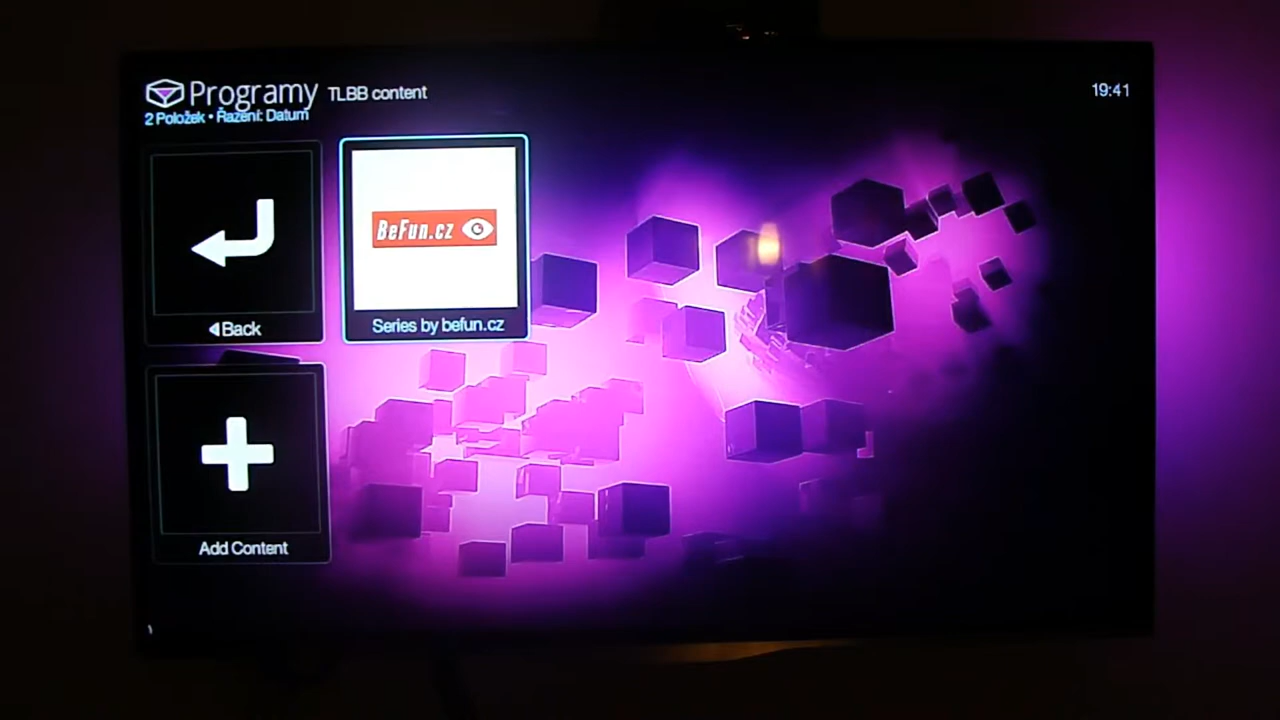 Programy TLBB content
19:41
2 Položek • Řazení: Datum
BeFun.cz
Back
Series by befun.cz
Add Content